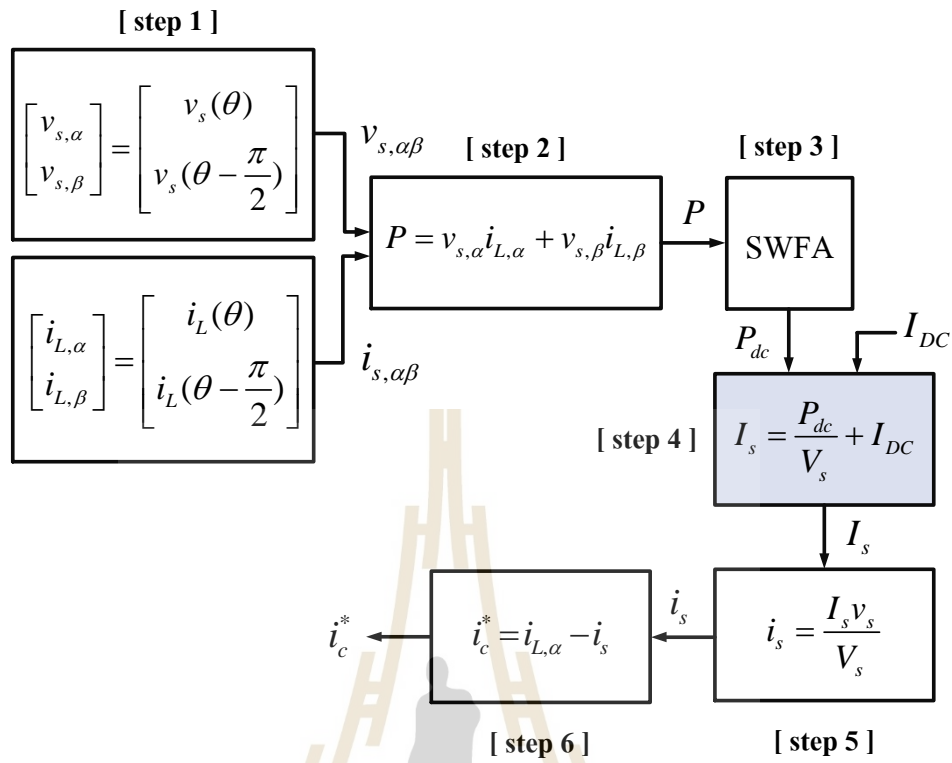 [ step 1 ]
[v_{s,α} v_{s,β}] = [v_s(θ) v_s(θ - π/2)]
v_{s,αβ}
[i_{L,α} i_{L,β}] = [i_L(θ) i_L(θ - π/2)]
i_{s,αβ}
[ step 2 ]
P = v_{s,α} i_{L,α} + v_{s,β} i_{L,β}
P
[ step 3 ]
SWFA
P_{dc}
I_{DC}
[ step 4 ]
I_s = P_{dc}/V_s + I_{DC}
I_s
i_s = I_s v_s/V_s
[ step 5 ]
i_s
i_c^* = i_{L,α} - i_s
[ step 6 ]
i_c^*